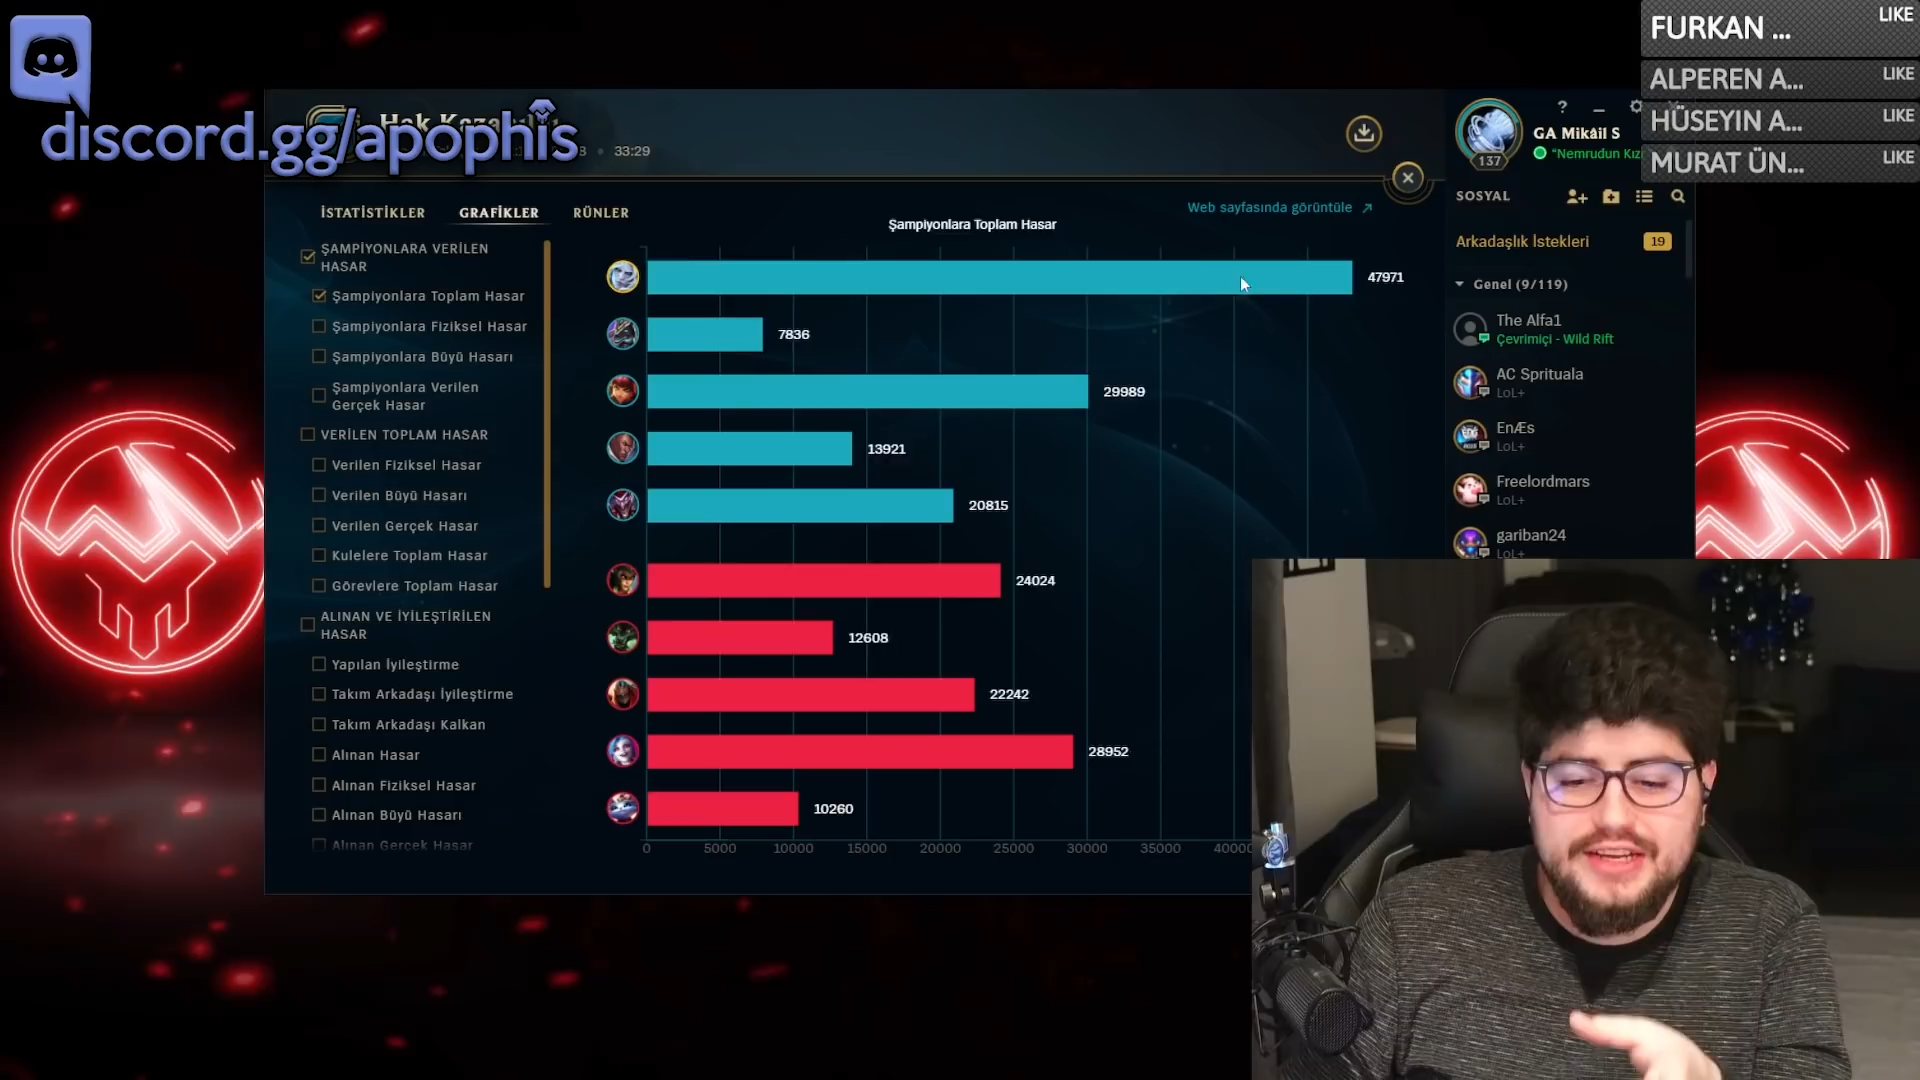 discord.gg/apophis
33:29
İSTATİSTİKLER
GRAFİKLER
RÜNLER
Web sayfasında görüntüle
ŞAMPİYONLARA VERİLEN
HASAR
Şampiyonlara Toplam Hasar
Şampiyonlara Fiziksel Hasar
Şampiyonlara Büyü Hasarı
Şampiyonlara Verilen
Gerçek Hasar
VERİLEN TOPLAM HASAR
Verilen Fiziksel Hasar
Verilen Büyü Hasarı
Verilen Gerçek Hasar
Kulelere Toplam Hasar
Görevlere Toplam Hasar
ALINAN VE İYİLEŞTİRİLEN
HASAR
Yapılan İyileştirme
Takım Arkadaşı İyileştirme
Takım Arkadaşı Kalkan
Alınan Hasar
Alınan Fiziksel Hasar
Alınan Büyü Hasarı
Alınan Gerçek Hasar
Şampiyonlara Toplam Hasar
47971
7836
29989
13921
20815
24024
12608
22242
28952
10260
0 5000 10000 15000 20000 25000 30000 35000 40000
FURKAN ... LIKE
ALPEREN A... LIKE
HÜSEYIN A... LIKE
MURAT ÜN... LIKE
GA Mikâil S
137
"Nemrudun Kızı
SOSYAL
Arkadaşlık İstekleri 19
Genel (9/119)
The Alfa1
Çevrimiçi - Wild Rift
AC Sprituala
LoL+
EnÆs
LoL+
Freelordmars
LoL+
gariban24
LoL+